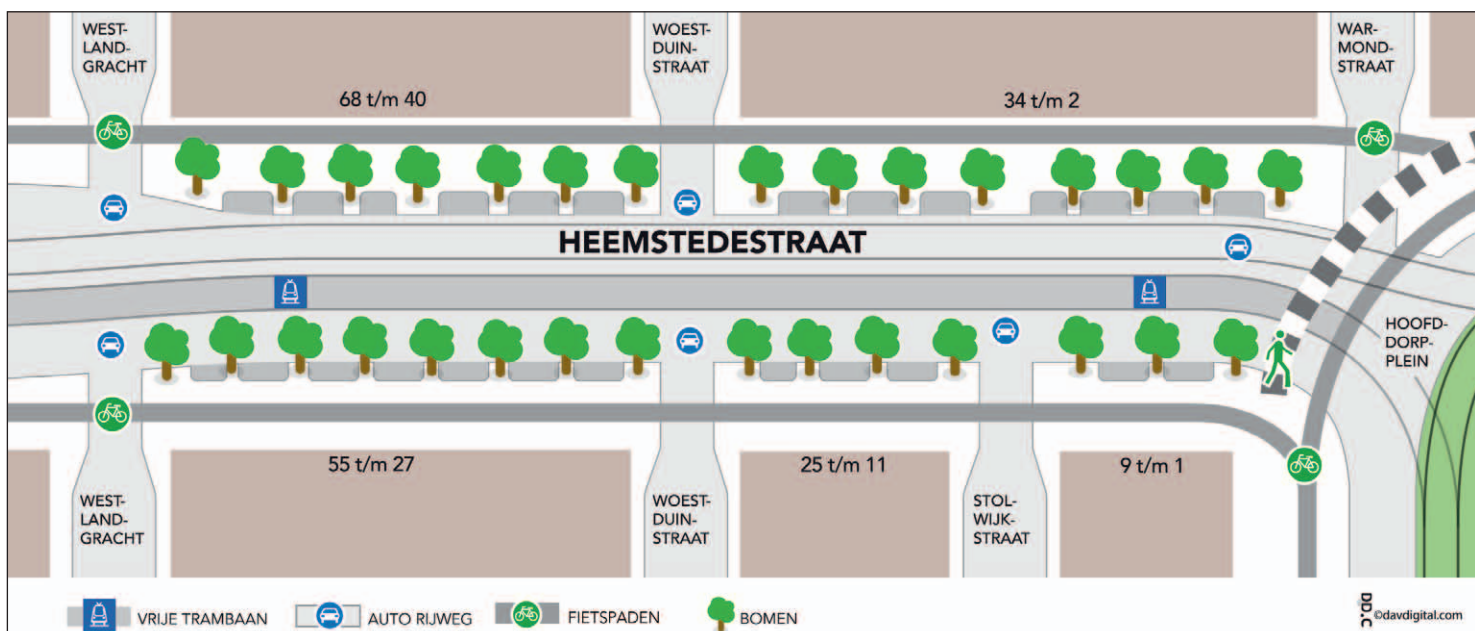 WEST-
LAND-
GRACHT
WOEST-
DUIN-
STRAAT
WAR-
MOND-
STRAAT
68 t/m 40
34 t/m 2
HEEMSTEDESTRAAT
HOOFD-
DORP-
PLEIN
55 t/m 27
25 t/m 11
9 t/m 1
WEST-
LAND-
GRACHT
WOEST-
DUIN-
STRAAT
STOL-
WIJK-
STRAAT
VRIJE TRAMBAAN
AUTO RIJWEG
FIETSPADEN
BOMEN
DD.C
©davdigital.com